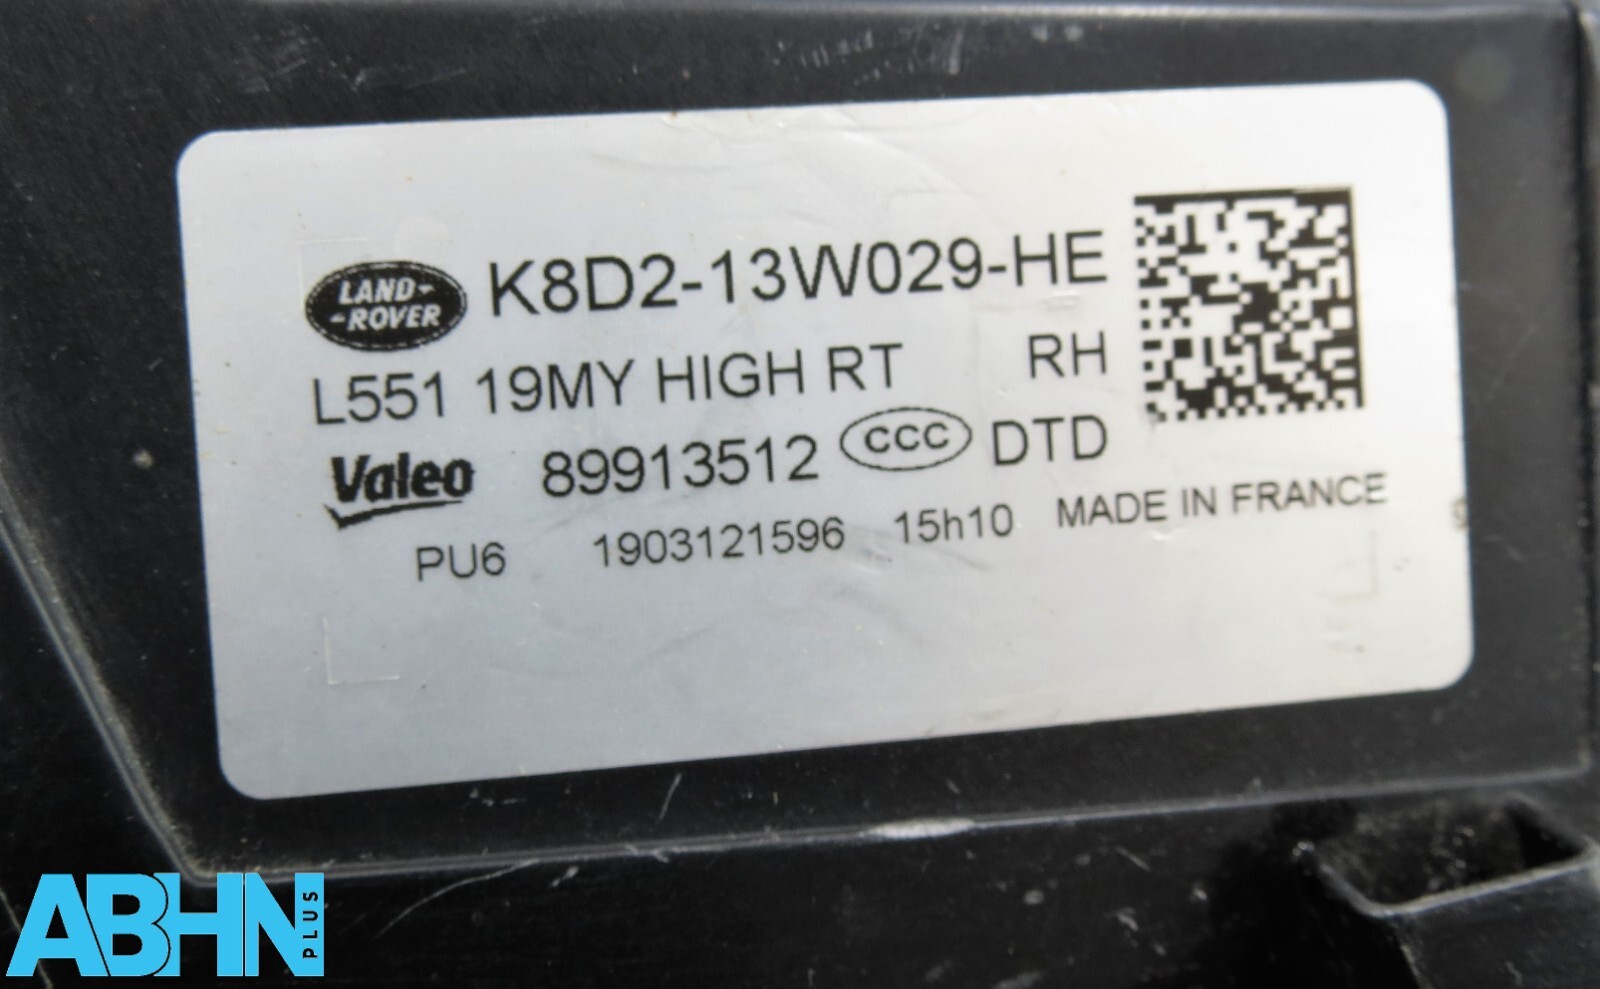 LAND-
-ROVER
K8D2-13W029-HE
L551 19MY HIGH RT RH
Valeo 89913512 CCC DTD
PU6 1903121596 15h10 MADE IN FRANCE
ABHN PLUS